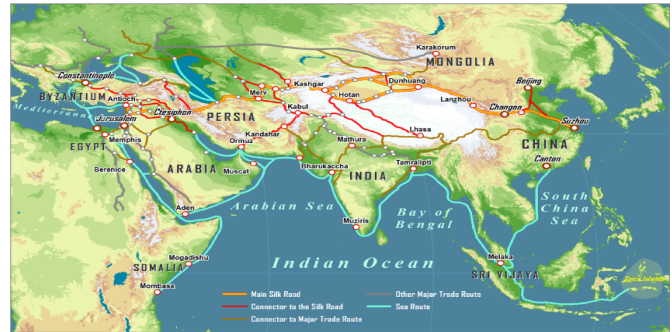 Karakorum
MONGOLIA
Constantinople
Kashgar
Dunhuang
Beijing
BYZANTIUM
Antioch
Merv
Hotan
Lanzhou
Changan
Suzhou
Ctesiphon
Kabul
PERSIA
Jerusalem
Kandahar
Lhasa
CHINA
EGYPT
Memphis
Ormuz
Mathura
Berenice
ARABIA
Muscat
Bharukaccha
Tamralipti
Canton
INDIA
Aden
Arabian Sea
Muziris
Bay of
Bengal
South
China
Sea
Mogadishu
SOMALIA
Mombasa
Indian Ocean
Melaka
SRI VIJAYA
Main Silk Road
Other Major Trade Route
Connector to the Silk Road
Sea Route
Connector to Major Trade Route